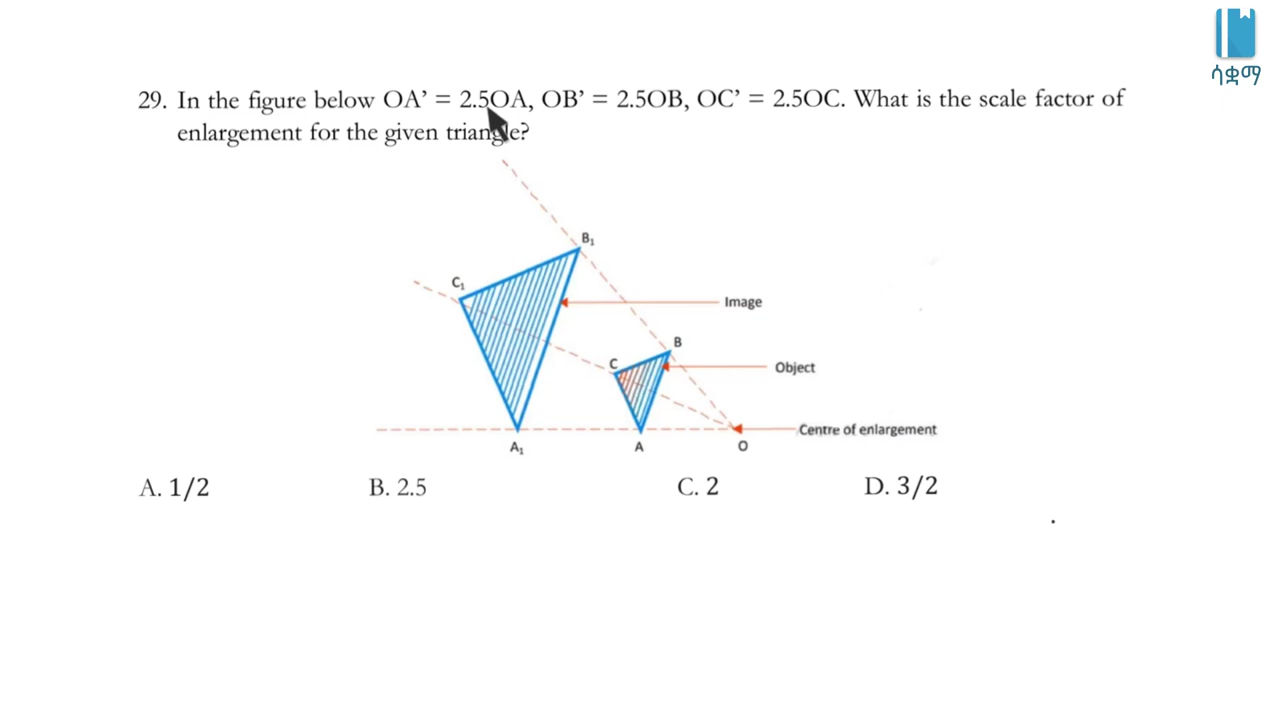 ሳቋማ
29. In the figure below OA’ = 2.5OA, OB’ = 2.5OB, OC’ = 2.5OC. What is the scale factor of
enlargement for the given triangle?
B₁
C₁
Image
B
C
Object
Centre of enlargement
A₁
A
O
A. 1/2
B. 2.5
C. 2
D. 3/2